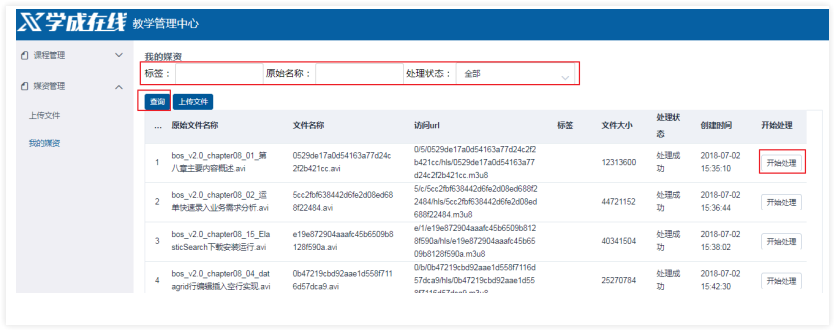 学成在线 教学管理中心
课程管理
媒资管理
上传文件
我的媒资
我的媒资
标签： 原始名称： 处理状态： 全部
查询 上传文件
... 原始文件名称 文件名称 访问url 标签 文件大小 处理状态 创建时间 开始处理
1 bos_v2.0_chapter08_01_第八章主要内容概述.avi 0529de17a0d54163a77d24c2f2b421cc.avi 0/5/0529de17a0d54163a77d24c2f2b421cc/hls/0529de17a0d54163a77d24c2f2b421cc.m3u8 12313600 处理成功 2018-07-02 15:35:10 开始处理
2 bos_v2.0_chapter08_02_运单快速录入业务需求分析.avi 5cc2fbf638442d6fe2d08ed688f22484.avi 5/c/5cc2fbf638442d6fe2d08ed688f22484/hls/5cc2fbf638442d6fe2d08ed688f22484.m3u8 44721152 处理成功 2018-07-02 15:36:44 开始处理
3 bos_v2.0_chapter08_15_ElasticSearch下载安装运行.avi e19e872904aaafc45b6509b8128f590a.avi e/1/e19e872904aaafc45b6509b8128f590a/hls/e19e872904aaafc45b6509b8128f590a.m3u8 40341504 处理成功 2018-07-02 15:38:02 开始处理
4 bos_v2.0_chapter08_04_datagrid行编辑插入空行实现.avi 0b47219cbd92aae1d558f7116d57dca9.avi 0/b/0b47219cbd92aae1d558f7116d57dca9/hls/0b47219cbd92aae1d558f7116d57dca9.m3u8 25270784 处理成功 2018-07-02 15:42:30 开始处理